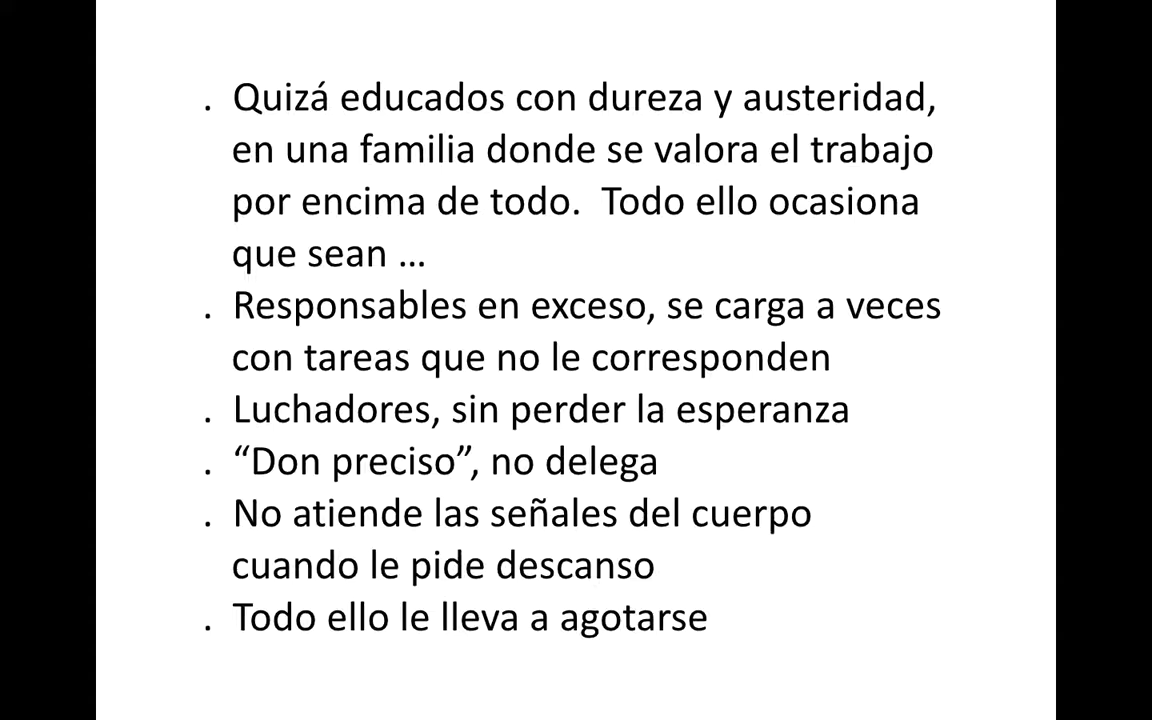 . Quizá educados con dureza y austeridad,
en una familia donde se valora el trabajo
por encima de todo.  Todo ello ocasiona
que sean ...
. Responsables en exceso, se carga a veces
con tareas que no le corresponden
. Luchadores, sin perder la esperanza
. “Don preciso”, no delega
. No atiende las señales del cuerpo
cuando le pide descanso
. Todo ello le lleva a agotarse